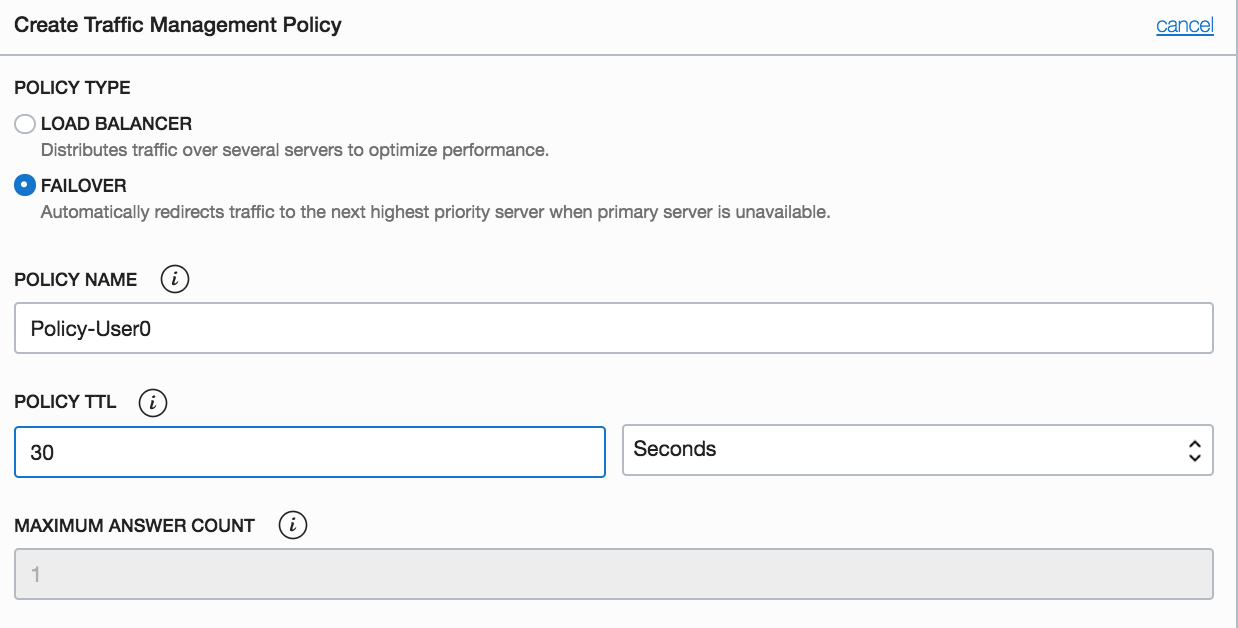 Create Traffic Management Policy cancel
POLICY TYPE
LOAD BALANCER
Distributes traffic over several servers to optimize performance.
FAILOVER
Automatically redirects traffic to the next highest priority server when primary server is unavailable.
POLICY NAME i
Policy-User0
POLICY TTL i
30 Seconds
MAXIMUM ANSWER COUNT i
1